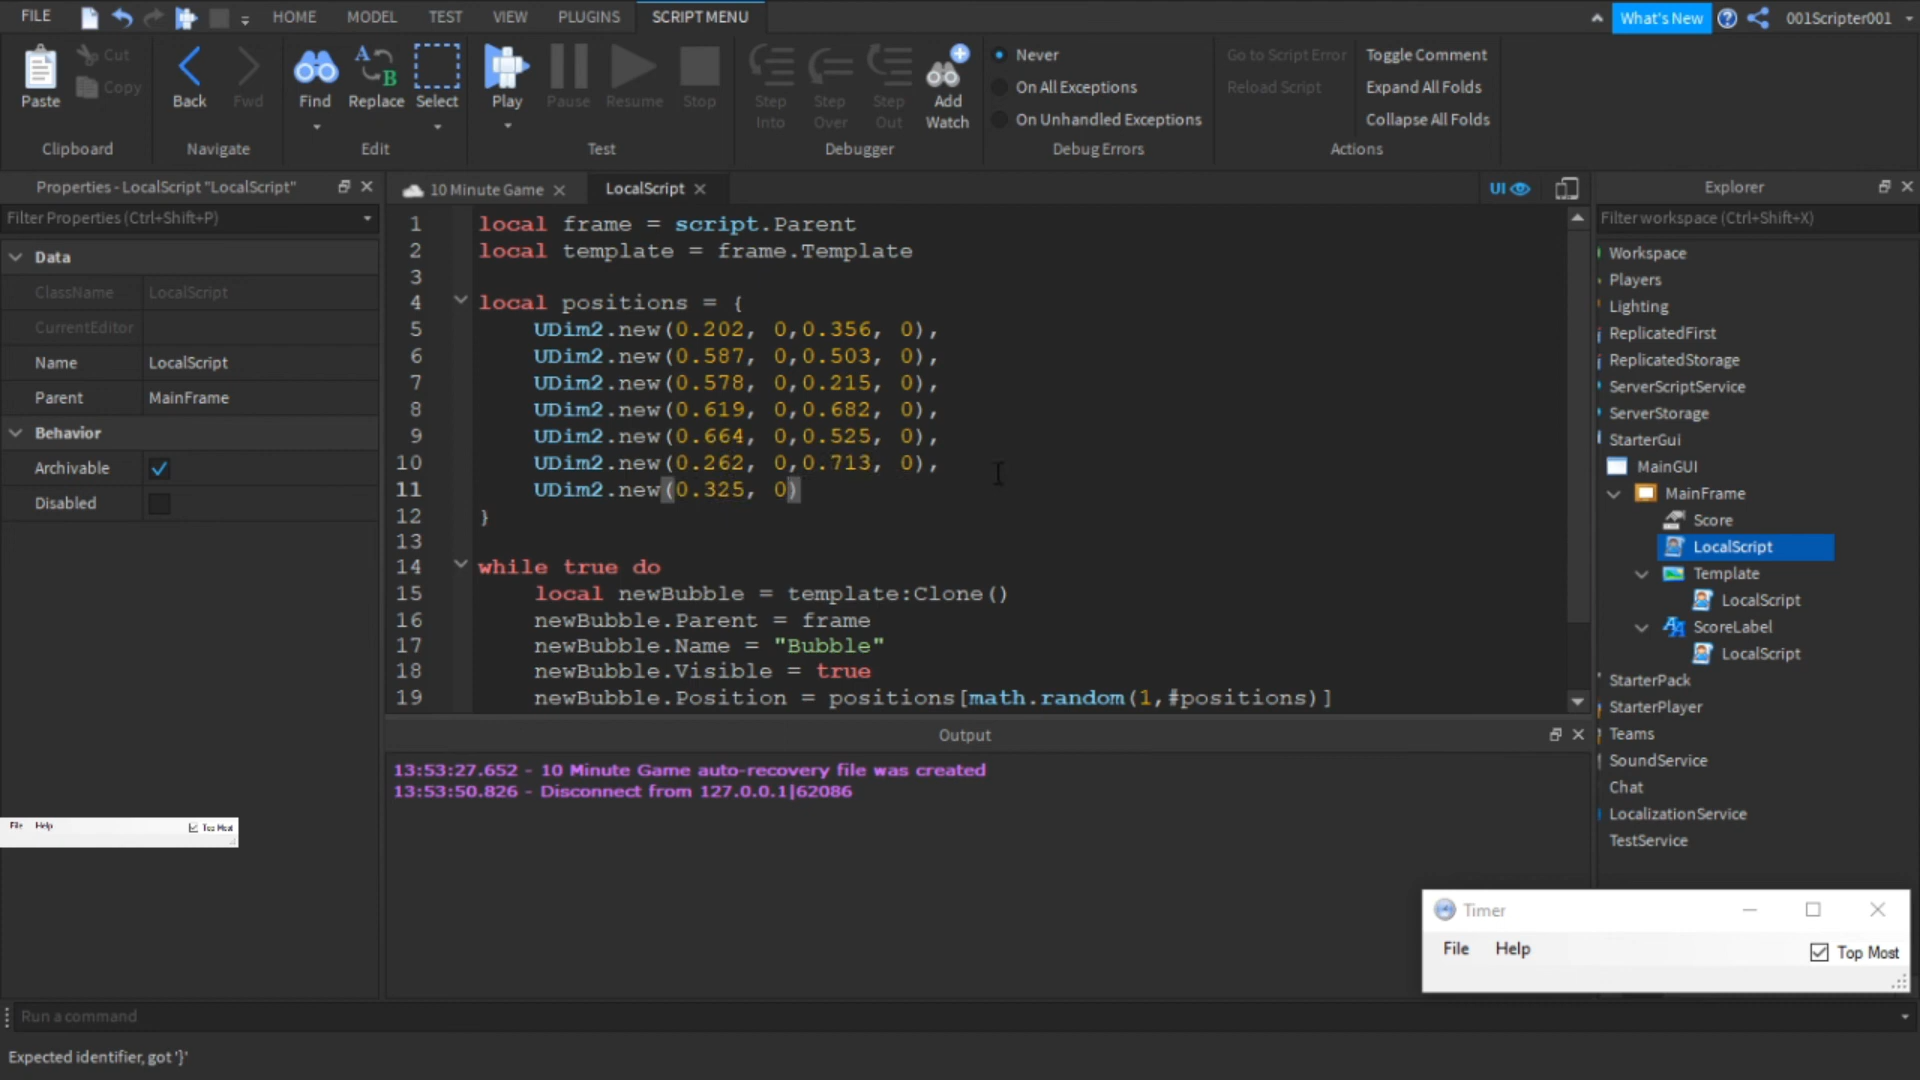 FILE HOME MODEL TEST VIEW PLUGINS SCRIPT MENU What's New 001Scripter001
Paste Cut Copy Back Fwd Find Replace Select Play Pause Resume Stop Step Into Step Over Step Out Add Watch
Never
On All Exceptions
On Unhandled Exceptions
Go to Script Error
Reload Script
Toggle Comment
Expand All Folds
Collapse All Folds
Clipboard Navigate Edit Test Debugger Debug Errors Actions
Properties - LocalScript "LocalScript"
Filter Properties (Ctrl+Shift+P)
Data
ClassName LocalScript
CurrentEditor
Name LocalScript
Parent MainFrame
Behavior
Archivable
Disabled
File Help Top Most
10 Minute Game LocalScript UI
1 local frame = script.Parent
2 local template = frame.Template
3
4 local positions = {
5 UDim2.new(0.202, 0,0.356, 0),
6 UDim2.new(0.587, 0,0.503, 0),
7 UDim2.new(0.578, 0,0.215, 0),
8 UDim2.new(0.619, 0,0.682, 0),
9 UDim2.new(0.664, 0,0.525, 0),
10 UDim2.new(0.262, 0,0.713, 0),
11 UDim2.new(0.325, 0)
12 }
13
14 while true do
15 local newBubble = template:Clone()
16 newBubble.Parent = frame
17 newBubble.Name = "Bubble"
18 newBubble.Visible = true
19 newBubble.Position = positions[math.random(1,#positions)]
Output
13:53:27.652 - 10 Minute Game auto-recovery file was created
13:53:50.826 - Disconnect from 127.0.0.1|62086
Explorer
Filter workspace (Ctrl+Shift+X)
Workspace
Players
Lighting
ReplicatedFirst
ReplicatedStorage
ServerScriptService
ServerStorage
StarterGui
MainGUI
MainFrame
Score
LocalScript
Template
LocalScript
ScoreLabel
LocalScript
StarterPack
StarterPlayer
Teams
SoundService
Chat
LocalizationService
TestService
Timer
File Help Top Most
Run a command
Expected identifier, got '}'